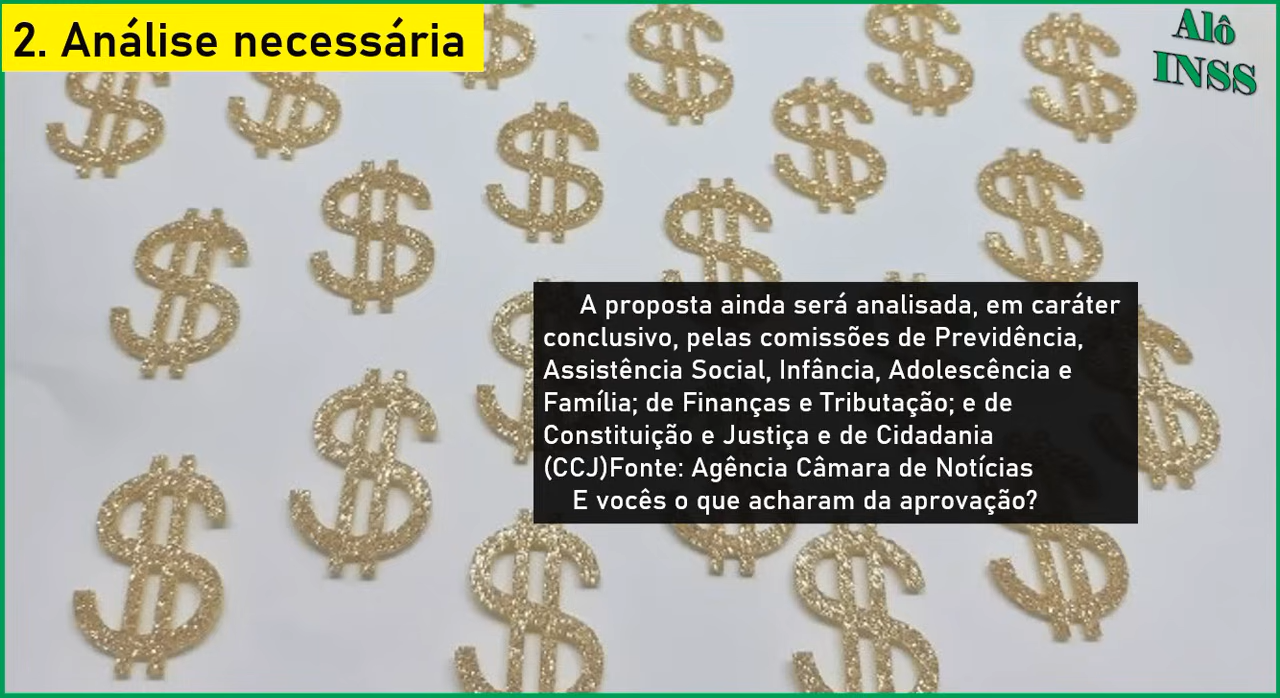 2. Análise necessária
Alô
INSS
A proposta ainda será analisada, em caráter
conclusivo, pelas comissões de Previdência,
Assistência Social, Infância, Adolescência e
Família; de Finanças e Tributação; e de
Constituição e Justiça e de Cidadania
(CCJ)Fonte: Agência Câmara de Notícias
E vocês o que acharam da aprovação?